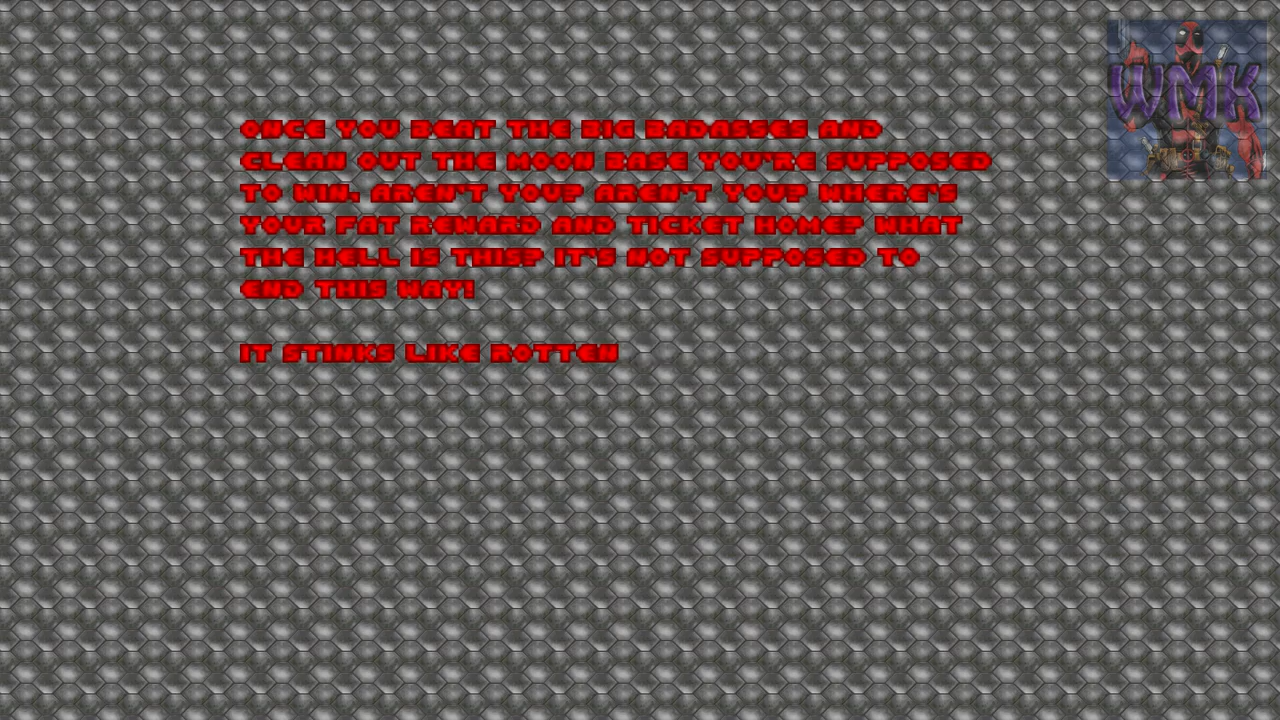 ONCE YOU BEAT THE BIG BADASSES AND
CLEAN OUT THE MOON BASE YOU'RE SUPPOSED
TO WIN, AREN'T YOU? AREN'T YOU? WHERE'S
YOUR FAT REWARD AND TICKET HOME? WHAT
THE HELL IS THIS? IT'S NOT SUPPOSED TO
END THIS WAY!
IT STINKS LIKE ROTTEN
WMK